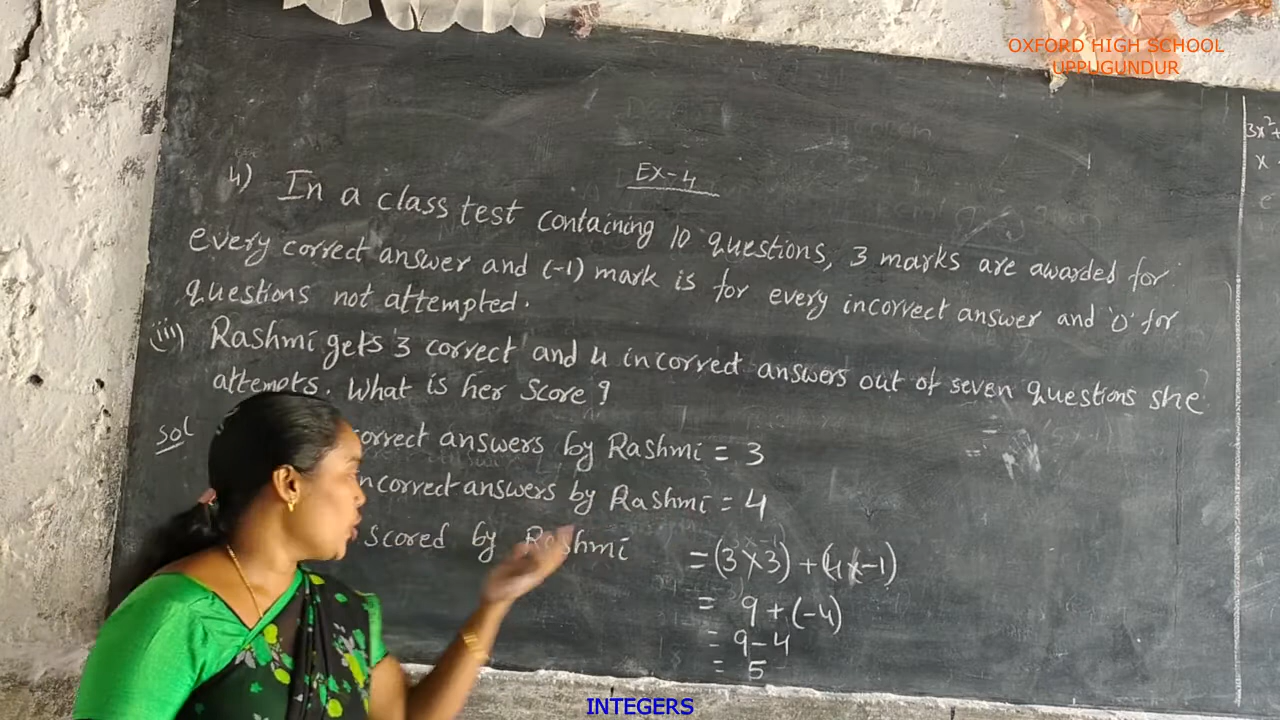 OXFORD HIGH SCHOOL
UPPUGUNDUR
Ex-4
4) In a class test containing 10 questions, 3 marks are awarded for
every correct answer and (-1) mark is for every incorrect answer and '0' for
questions not attempted.
(iii) Rashmi gets 3 correct and 4 incorrect answers out of seven questions she
attempts. What is her score?
Sol
correct answers by Rashmi = 3
incorrect answers by Rashmi = 4
scored by Rashmi = (3×3) + (4×-1)
= 9+(-4)
= 9-4
= 5
3x²+
x
INTEGERS